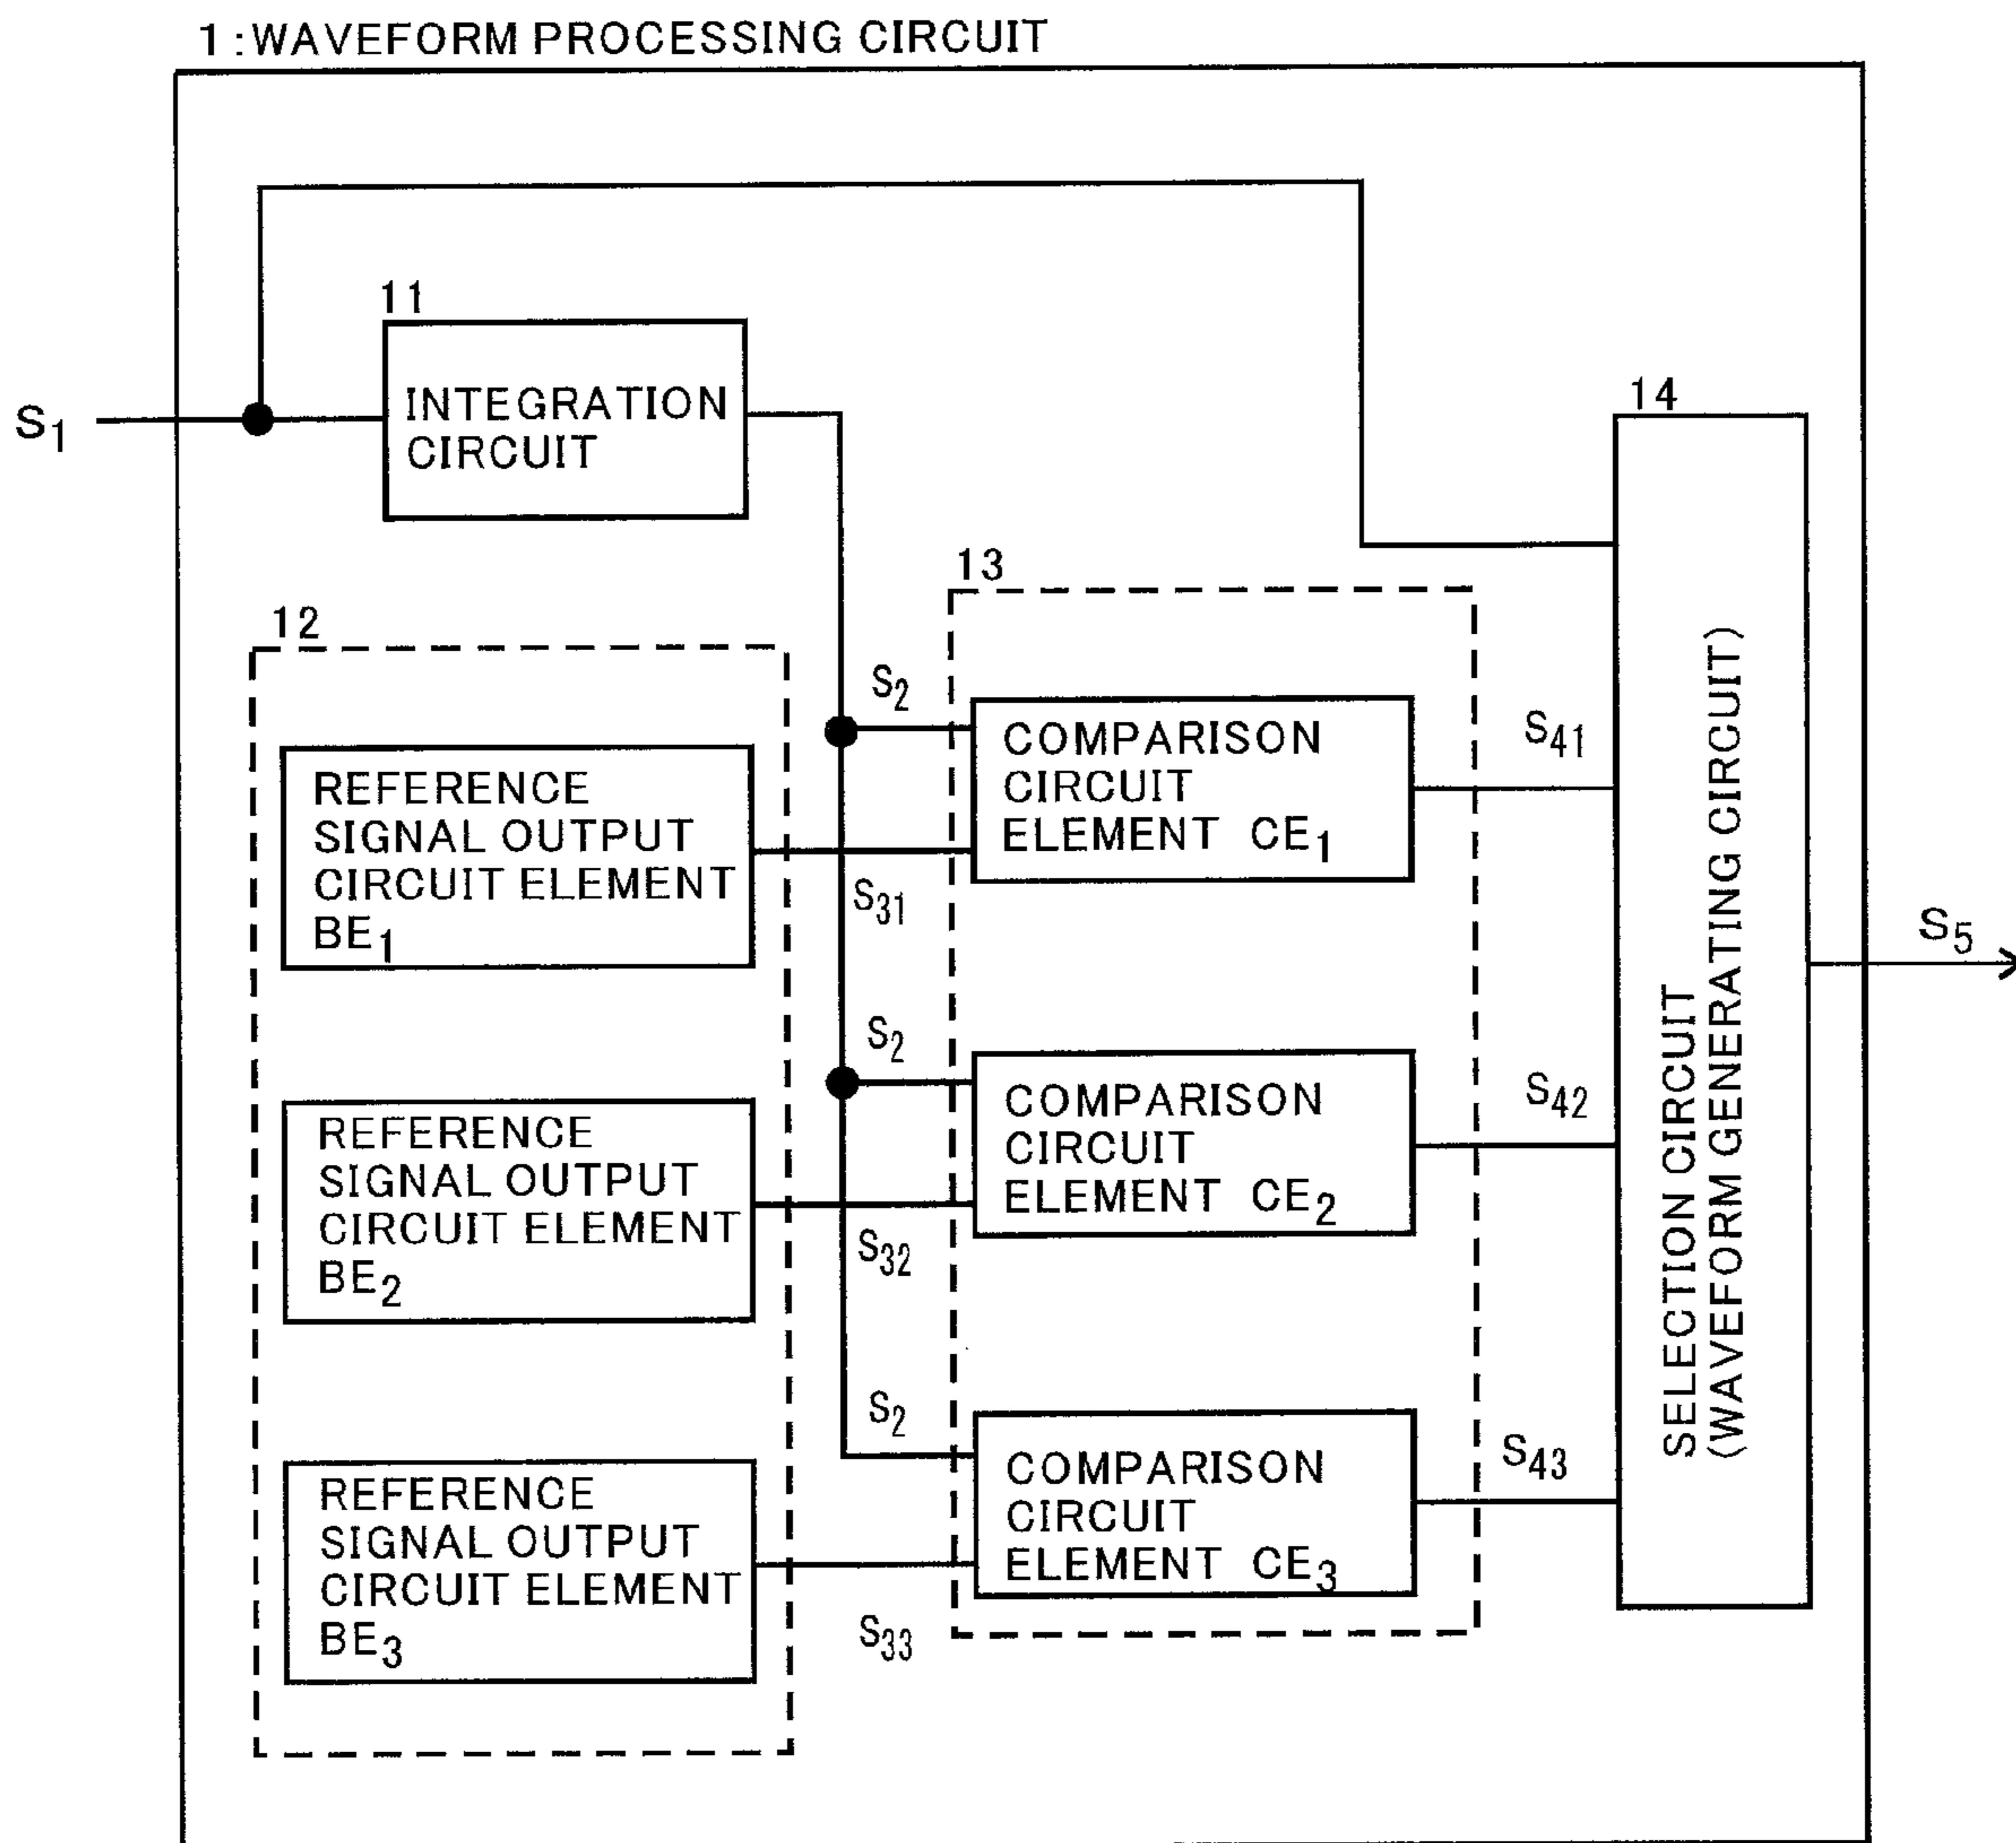 1:WAVEFORM PROCESSING CIRCUIT
11
INTEGRATION
CIRCUIT
S1
14
13
12
S2
COMPARISON
CIRCUIT
ELEMENT CE1
S41
REFERENCE
SIGNAL OUTPUT
CIRCUIT ELEMENT
BE1
S31
SELECTION CIRCUIT
(WAVEFORM GENERATING CIRCUIT)
S5
S2
COMPARISON
CIRCUIT
ELEMENT CE2
S42
REFERENCE
SIGNAL OUTPUT
CIRCUIT ELEMENT
BE2
S32
S2
COMPARISON
CIRCUIT
ELEMENT CE3
S43
REFERENCE
SIGNAL OUTPUT
CIRCUIT ELEMENT
BE3
S33